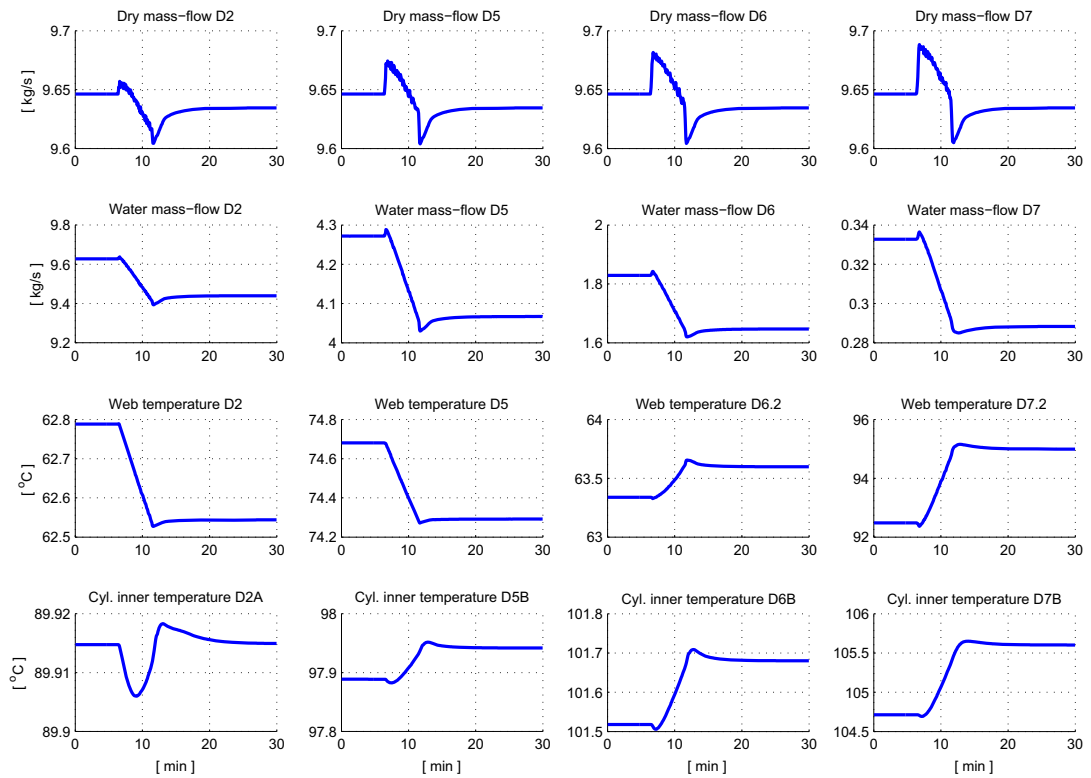 Dry mass−flow D2 Dry mass−flow D5 Dry mass−flow D6 Dry mass−flow D7
9.7 9.7 9.7 9.7
[ kg/s ]
9.65 9.65 9.65 9.65
9.6 9.6 9.6 9.6
0 10 20 30 0 10 20 30 0 10 20 30 0 10 20 30
Water mass−flow D2 Water mass−flow D5 Water mass−flow D6 Water mass−flow D7
9.8 4.3 2 0.34
[ kg/s ]
9.6 4.2 1.8 0.32
9.4 4.1 0.3
9.2 4 1.6 0.28
0 10 20 30 0 10 20 30 0 10 20 30 0 10 20 30
Web temperature D2 Web temperature D5 Web temperature D6.2 Web temperature D7.2
62.8 74.8 64 96
[ °C ]
62.7 74.6 63.5 94
62.6 74.4
62.5 74.2 63 92
0 10 20 30 0 10 20 30 0 10 20 30 0 10 20 30
Cyl. inner temperature D2A Cyl. inner temperature D5B Cyl. inner temperature D6B Cyl. inner temperature D7B
89.92 98 101.8 106
[ °C ]
89.91 97.9 101.7 105.5
101.6 105
89.9 97.8 101.5 104.5
0 10 20 30 0 10 20 30 0 10 20 30 0 10 20 30
[ min ] [ min ] [ min ] [ min ]